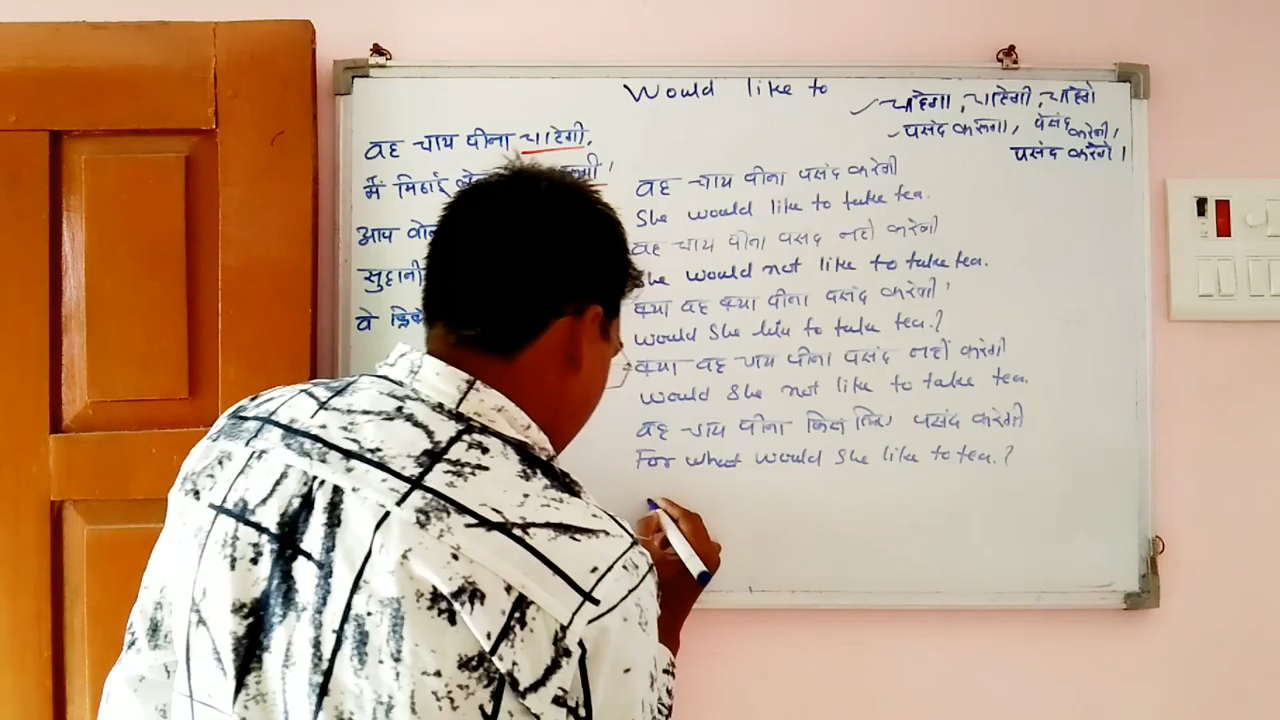 Would like to
चाहेगा, चाहेगी, चाहेंगे
पसंद करूंगा, पसंद करेगी,
पसंद करेंगे।
वह चाय पीना चाहेगी,
मैं मिठाई
आप
सुहानी
वे
वह चाय पीना पसंद करेगी
She would like to take tea.
वह चाय पीना पसंद नहीं करेगी
She would not like to take tea.
क्या वह क्या पीना पसंद करेगी।
would She like to take tea.?
क्या वह चाय पीना पसंद नहीं करेगी
would She not like to take tea.
वह चाय पीना किस लिए पसंद करेगी
For what would She like to tea.?